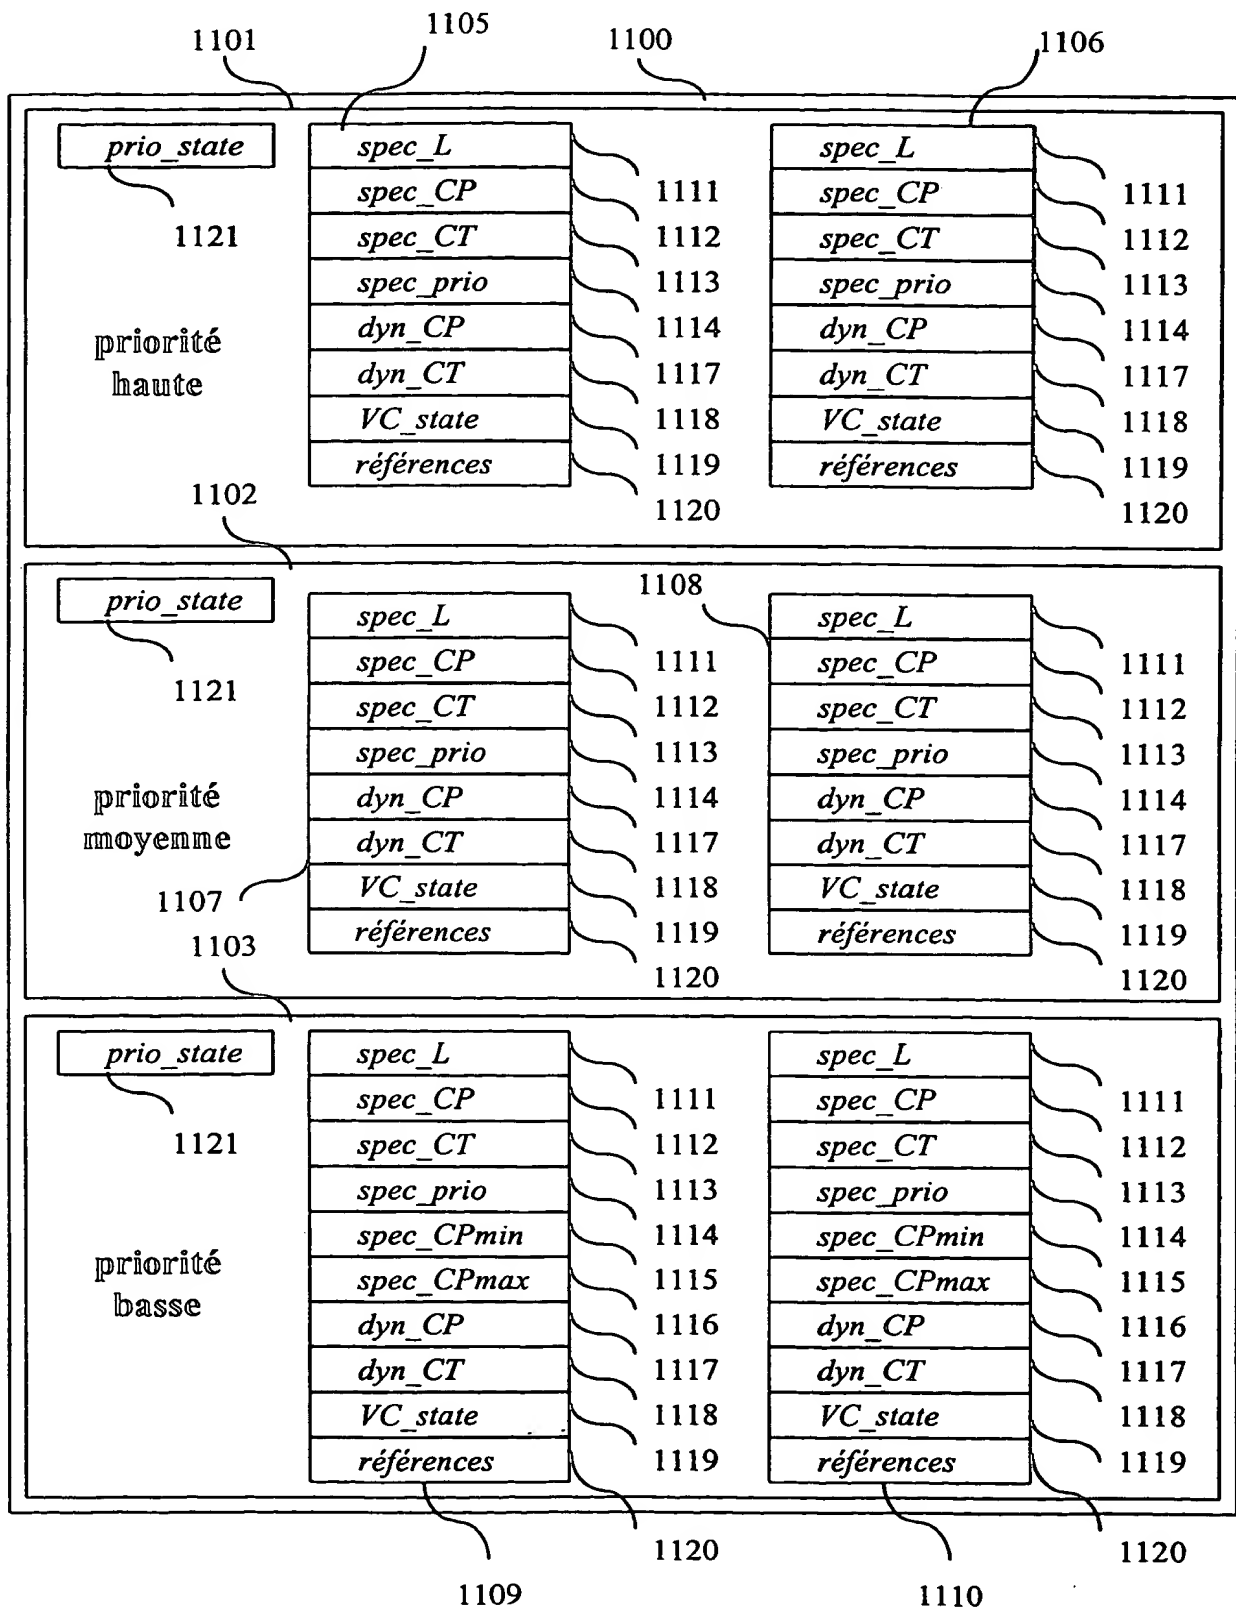 1101 1105 1100 1106
prio_state spec_L spec_L
spec_CP 1111 spec_CP 1111
1121 spec_CT 1112 spec_CT 1112
spec_prio 1113 spec_prio 1113
priorité dyn_CP 1114 dyn_CP 1114
haute dyn_CT 1117 dyn_CT 1117
VC_state 1118 VC_state 1118
références 1119 références 1119
1102 1120 1120
prio_state 1108
spec_L spec_L
1121 spec_CP 1111 spec_CP 1111
spec_CT 1112 spec_CT 1112
spec_prio 1113 spec_prio 1113
priorité dyn_CP 1114 dyn_CP 1114
moyenne dyn_CT 1117 dyn_CT 1117
1107 VC_state 1118 VC_state 1118
références 1119 références 1119
1103 1120 1120
prio_state spec_L spec_L
spec_CP 1111 spec_CP 1111
1121 spec_CT 1112 spec_CT 1112
spec_prio 1113 spec_prio 1113
spec_CPmin 1114 spec_CPmin 1114
priorité spec_CPmax 1115 spec_CPmax 1115
basse dyn_CP 1116 dyn_CP 1116
dyn_CT 1117 dyn_CT 1117
VC_state 1118 VC_state 1118
références 1119 références 1119
1120 1120
1109 1110